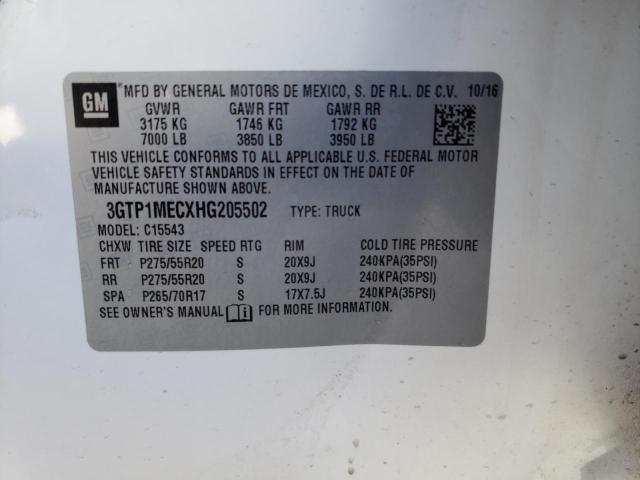 GM
MFD BY GENERAL MOTORS DE MEXICO, S. DE R.L. DE C.V. 10/16
GVWR GAWR FRT GAWR RR
3175 KG 1746 KG 1792 KG
7000 LB 3850 LB 3950 LB
THIS VEHICLE CONFORMS TO ALL APPLICABLE U.S. FEDERAL MOTOR
VEHICLE SAFETY STANDARDS IN EFFECT ON THE DATE OF
MANUFACTURE SHOWN ABOVE.
3GTP1MECXHG205502 TYPE: TRUCK
MODEL: C15543
CHXW TIRE SIZE SPEED RTG RIM COLD TIRE PRESSURE
FRT P275/55R20 S 20X9J 240KPA(35PSI)
RR P275/55R20 S 20X9J 240KPA(35PSI)
SPA P265/70R17 S 17X7.5J 240KPA(35PSI)
SEE OWNER'S MANUAL FOR MORE INFORMATION.